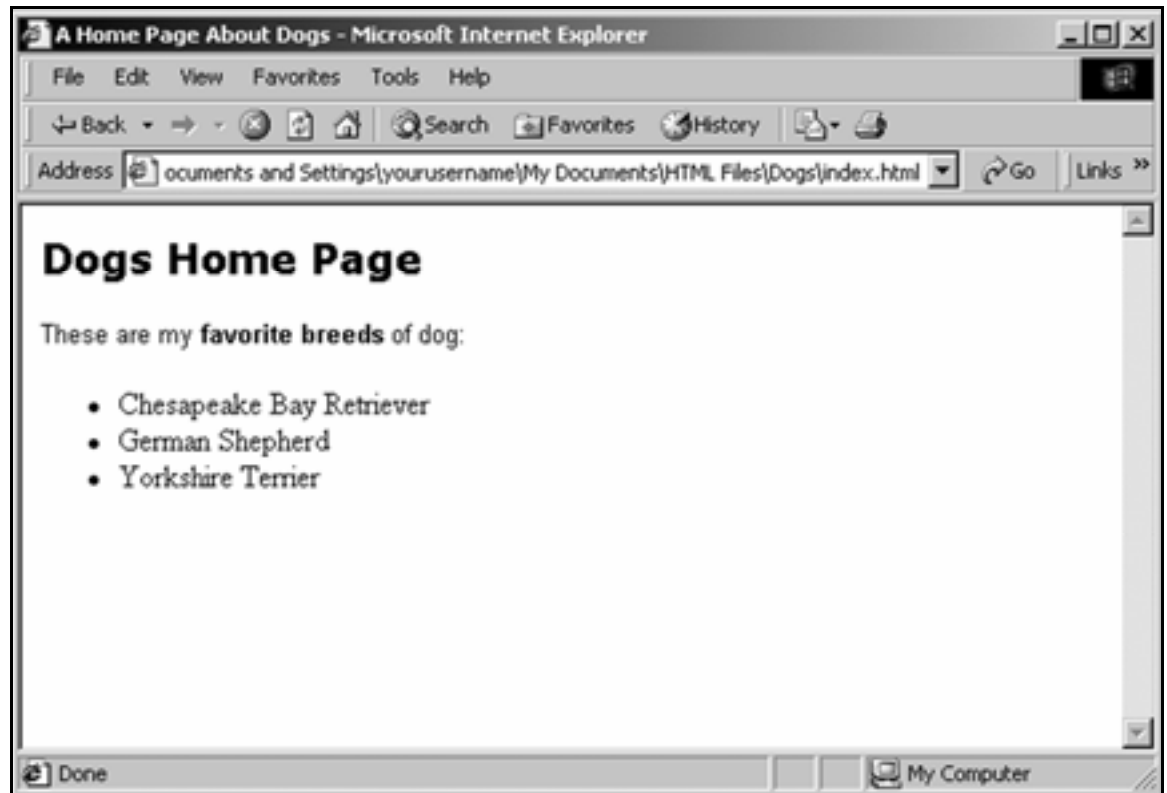 A Home Page About Dogs - Microsoft Internet Explorer
File Edit View Favorites Tools Help
Back Search Favorites History
Address ocuments and Settings\yourusername\My Documents\HTML Files\Dogs\index.html Go Links »
Dogs Home Page
These are my favorite breeds of dog:
• Chesapeake Bay Retriever
• German Shepherd
• Yorkshire Terrier
Done My Computer